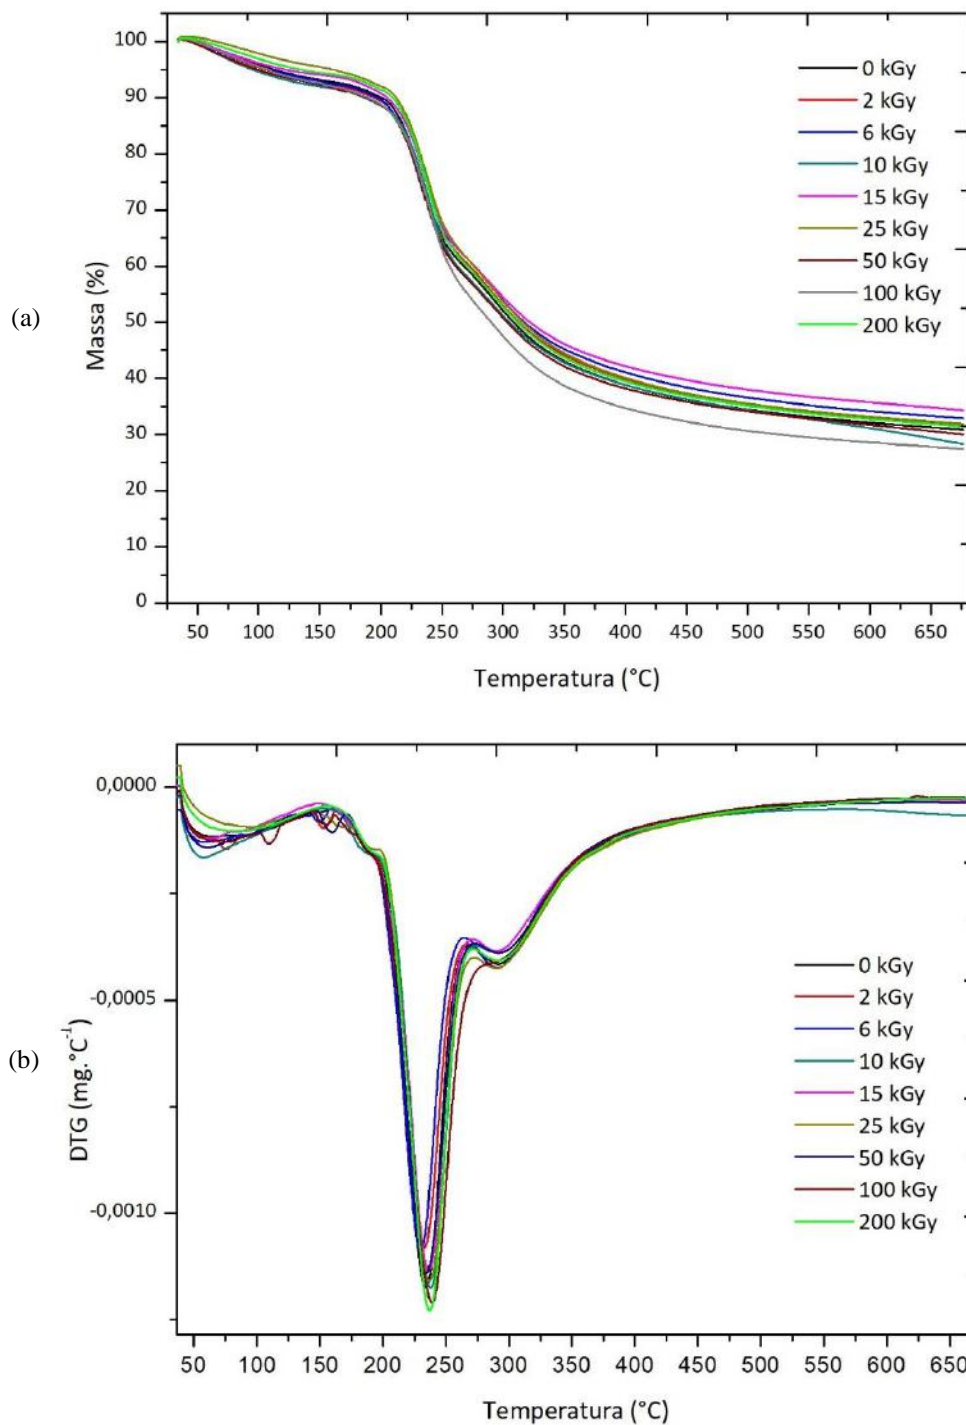 100
90
80
70
60
50
40
30
20
10
0
Massa (%)
(a)
0 kGy
2 kGy
6 kGy
10 kGy
15 kGy
25 kGy
50 kGy
100 kGy
200 kGy
50 100 150 200 250 300 350 400 450 500 550 600 650
Temperatura (°C)
0,0000
-0,0005
-0,0010
DTG (mg.°C⁻¹)
(b)
0 kGy
2 kGy
6 kGy
10 kGy
15 kGy
25 kGy
50 kGy
100 kGy
200 kGy
50 100 150 200 250 300 350 400 450 500 550 600 650
Temperatura (°C)